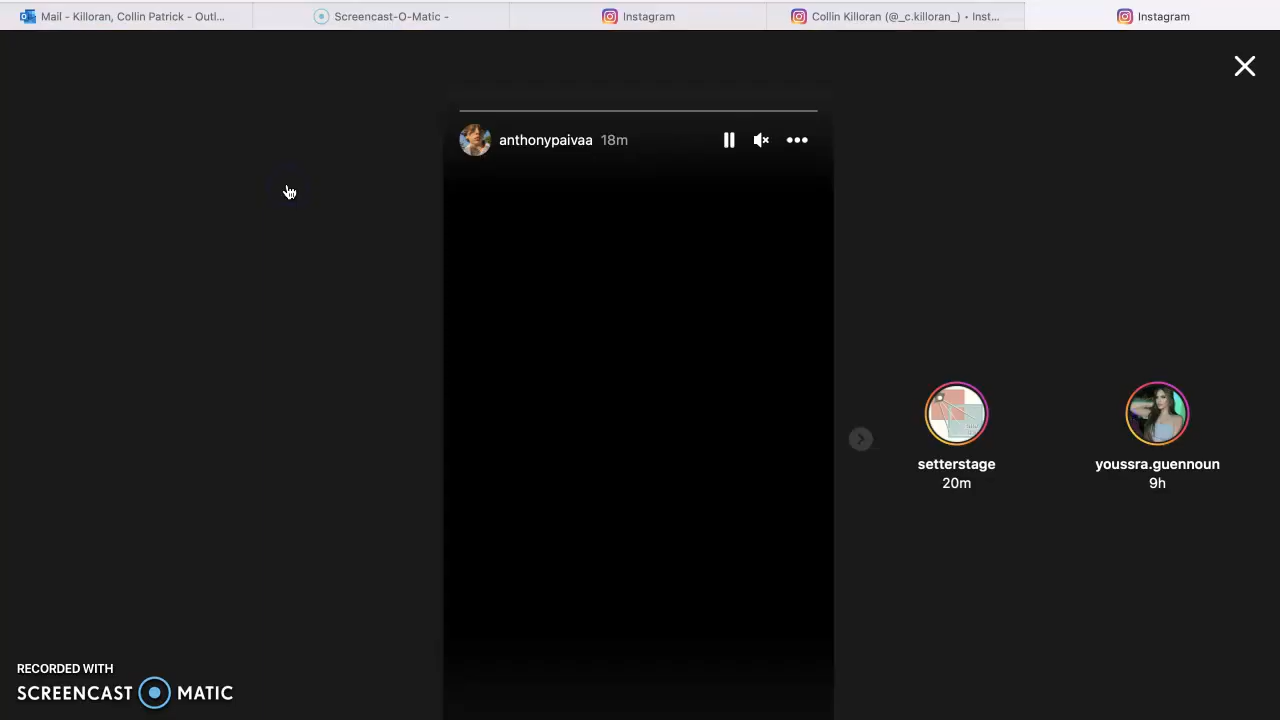 Mail - Killoran, Collin Patrick - Outl...
Screencast-O-Matic -
Instagram
Collin Killoran (@_c.killoran_) • Inst...
Instagram
anthonypaivaa 18m
setterstage
20m
youssra.guennoun
9h
RECORDED WITH
SCREENCAST MATIC